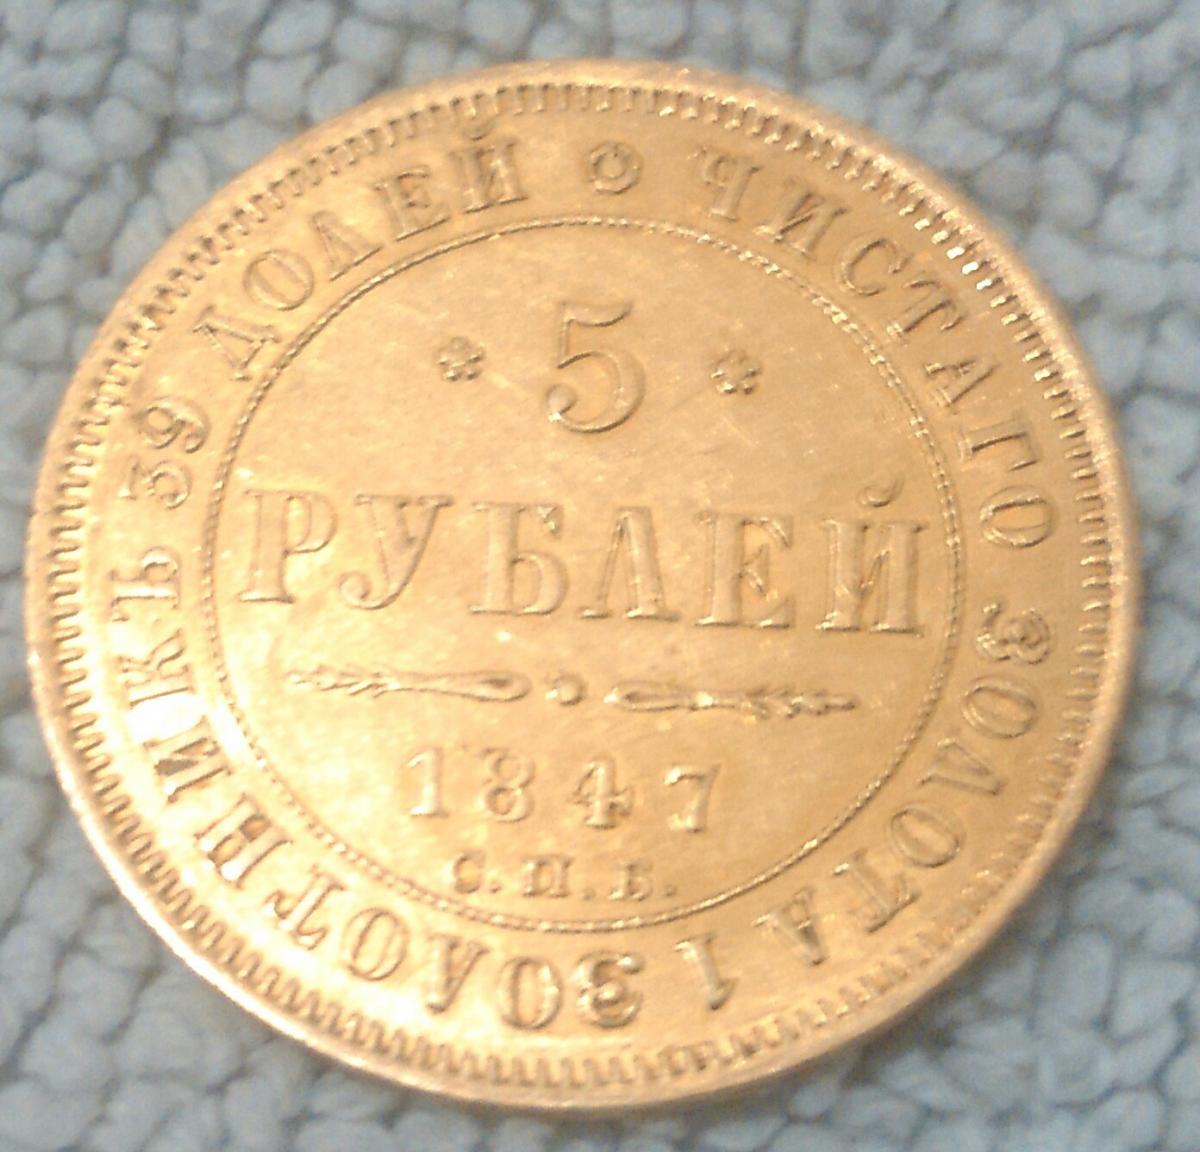 ЧИСТАГО ЗОЛОТА 1 ЗОЛОТНИКЪ 39 ДОЛЕЙ
5
РУБЛЕЙ
1847
С.П.Б.